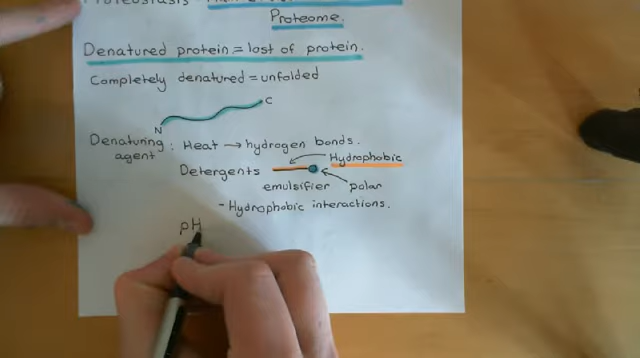 Proteome.
Denatured protein = lost of protein.
Completely denatured = unfolded
C
N
Denaturing agent : Heat → hydrogen bonds.
Hydrophobic
Detergents
emulsifier polar
- Hydrophobic interactions.
pH